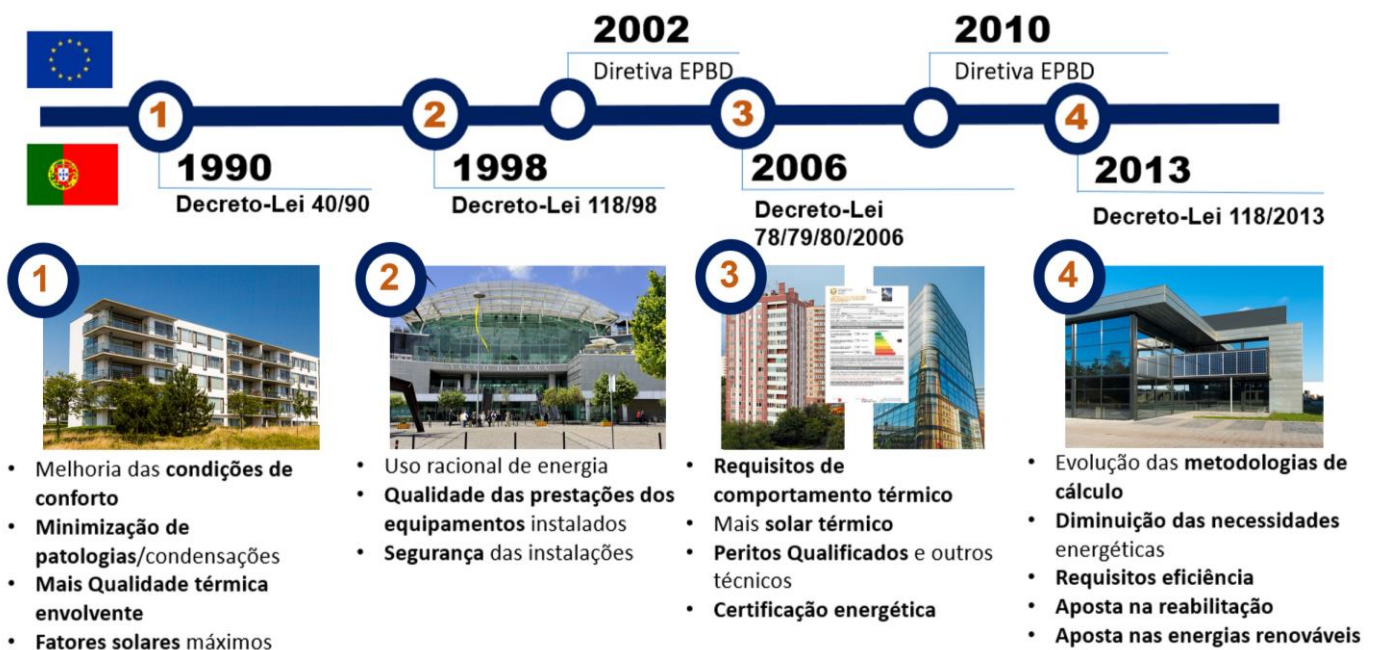 2002
Diretiva EPBD
2010
Diretiva EPBD
1
2
3
4
1990
Decreto-Lei 40/90
1998
Decreto-Lei 118/98
2006
Decreto-Lei
78/79/80/2006
2013
Decreto-Lei 118/2013
1
• Melhoria das condições de
conforto
• Minimização de
patologias/condensações
• Mais Qualidade térmica
envolvente
• Fatores solares máximos
2
• Uso racional de energia
• Qualidade das prestações dos
equipamentos instalados
• Segurança das instalações
3
• Requisitos de
comportamento térmico
• Mais solar térmico
• Peritos Qualificados e outros
técnicos
• Certificação energética
4
• Evolução das metodologias de
cálculo
• Diminuição das necessidades
energéticas
• Requisitos eficiência
• Aposta na reabilitação
• Aposta nas energias renováveis